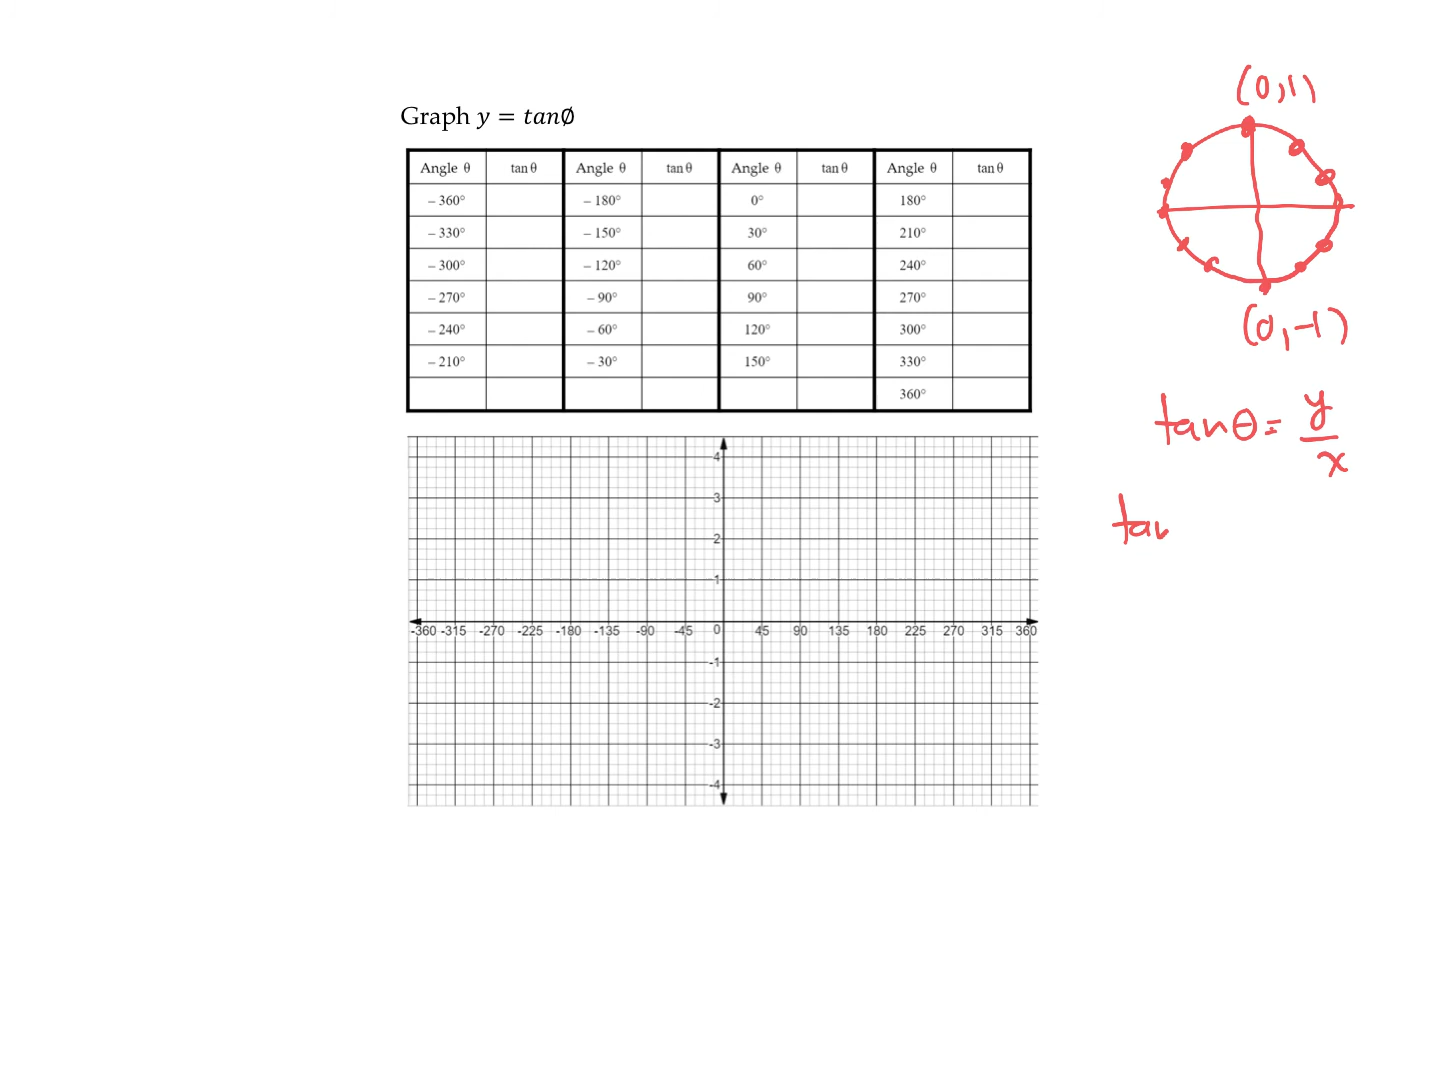 (0,1)
Graph y = tan∅
Angle θ tan θ Angle θ tan θ Angle θ tan θ Angle θ tan θ
– 360° – 180° 0° 180°
– 330° – 150° 30° 210°
– 300° – 120° 60° 240°
– 270° – 90° 90° 270°
– 240° – 60° 120° 300°
– 210° – 30° 150° 330°
360°
(0,-1)
tanθ = y/x
tan
4
3
2
1
-360 -315 -270 -225 -180 -135 -90 -45 0 45 90 135 180 225 270 315 360
-1
-2
-3
-4